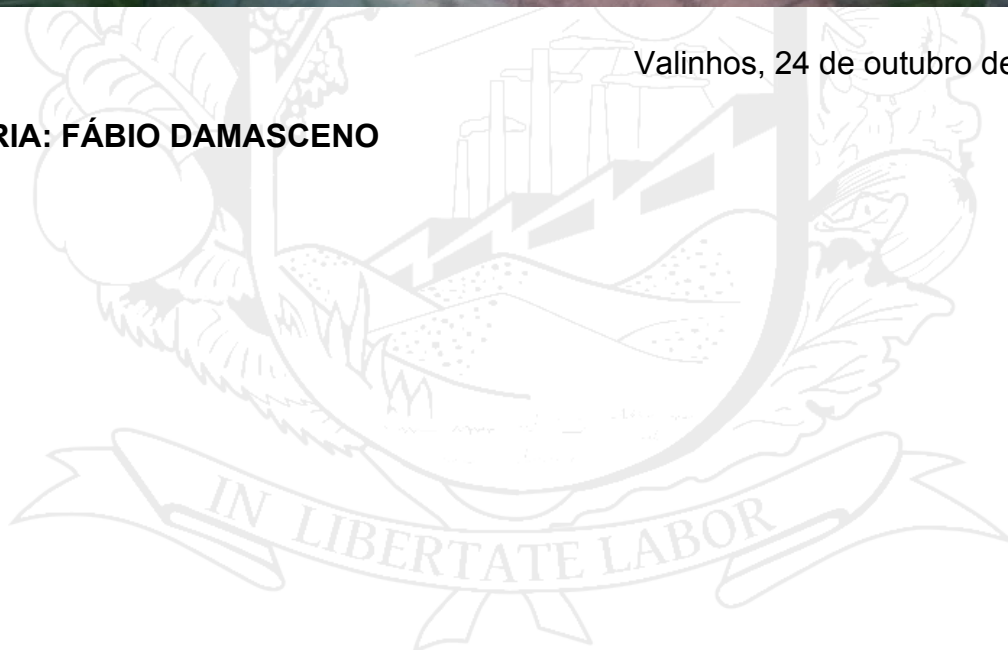 Valinhos, 24 de outubro de
RIA: FÁBIO DAMASCENO
IN LIBERTATE LABOR